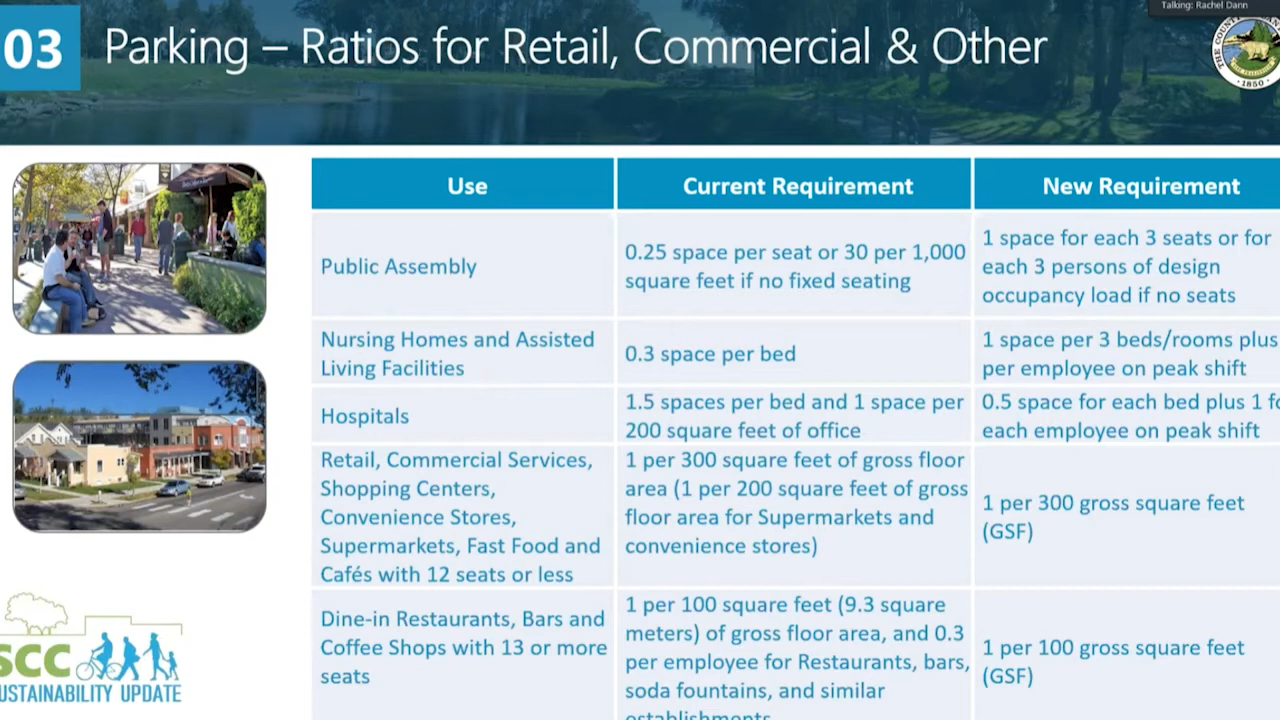 Talking: Rachel Dann
03
Parking – Ratios for Retail, Commercial & Other
THE COUNTY
1850
Use
Current Requirement
New Requirement
Public Assembly
0.25 space per seat or 30 per 1,000
square feet if no fixed seating
1 space for each 3 seats or for
each 3 persons of design
occupancy load if no seats
Nursing Homes and Assisted
Living Facilities
0.3 space per bed
1 space per 3 beds/rooms plus
per employee on peak shift
Hospitals
1.5 spaces per bed and 1 space per
200 square feet of office
0.5 space for each bed plus 1 fo
each employee on peak shift
Retail, Commercial Services,
Shopping Centers,
Convenience Stores,
Supermarkets, Fast Food and
Cafés with 12 seats or less
1 per 300 square feet of gross floor
area (1 per 200 square feet of gross
floor area for Supermarkets and
convenience stores)
1 per 300 gross square feet
(GSF)
Dine-in Restaurants, Bars and
Coffee Shops with 13 or more
seats
1 per 100 square feet (9.3 square
meters) of gross floor area, and 0.3
per employee for Restaurants, bars,
soda fountains, and similar
establishments
1 per 100 gross square feet
(GSF)
SCC
USTAINABILITY UPDATE